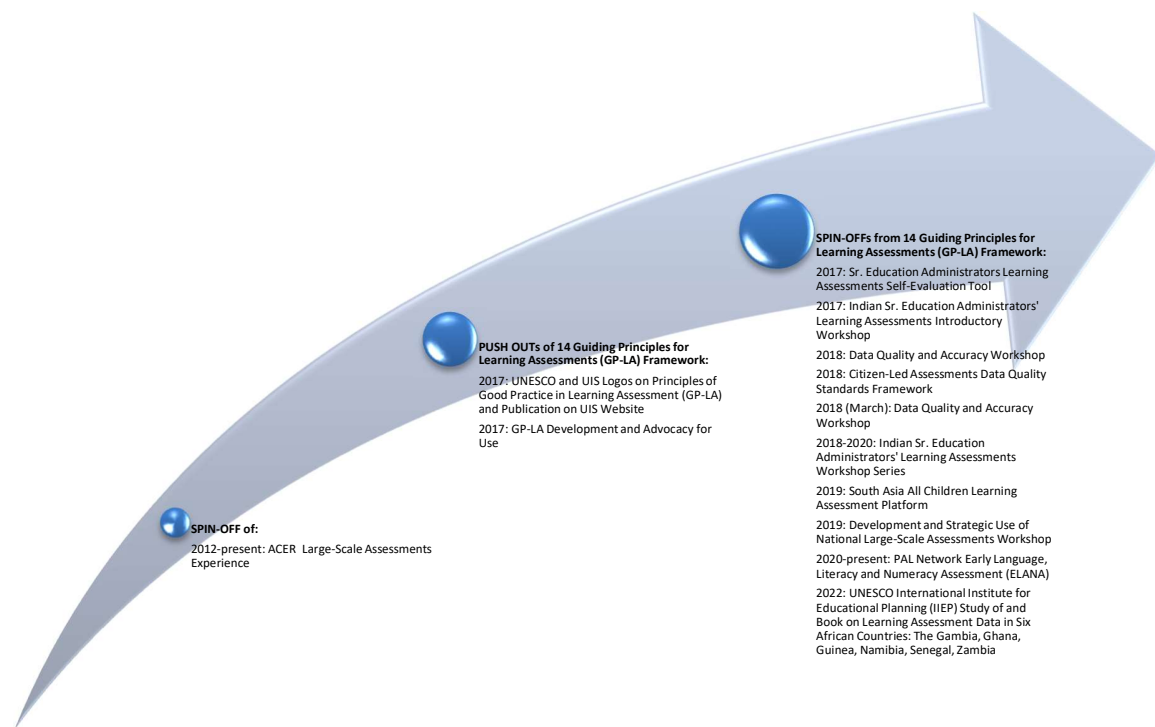 SPIN-OFF of:
2012-present: ACER Large-Scale Assessments
Experience
PUSH OUTs of 14 Guiding Principles for
Learning Assessments (GP-LA) Framework:
2017: UNESCO and UIS Logos on Principles of
Good Practice in Learning Assessment (GP-LA)
and Publication on UIS Website
2017: GP-LA Development and Advocacy for
Use
SPIN-OFFs from 14 Guiding Principles for
Learning Assessments (GP-LA) Framework:
2017: Sr. Education Administrators Learning
Assessments Self-Evaluation Tool
2017: Indian Sr. Education Administrators'
Learning Assessments Introductory
Workshop
2018: Data Quality and Accuracy Workshop
2018: Citizen-Led Assessments Data Quality
Standards Framework
2018 (March): Data Quality and Accuracy
Workshop
2018-2020: Indian Sr. Education
Administrators' Learning Assessments
Workshop Series
2019: South Asia All Children Learning
Assessment Platform
2019: Development and Strategic Use of
National Large-Scale Assessments Workshop
2020-present: PAL Network Early Language,
Literacy and Numeracy Assessment (ELANA)
2022: UNESCO International Institute for
Educational Planning (IIEP) Study of and
Book on Learning Assessment Data in Six
African Countries: The Gambia, Ghana,
Guinea, Namibia, Senegal, Zambia